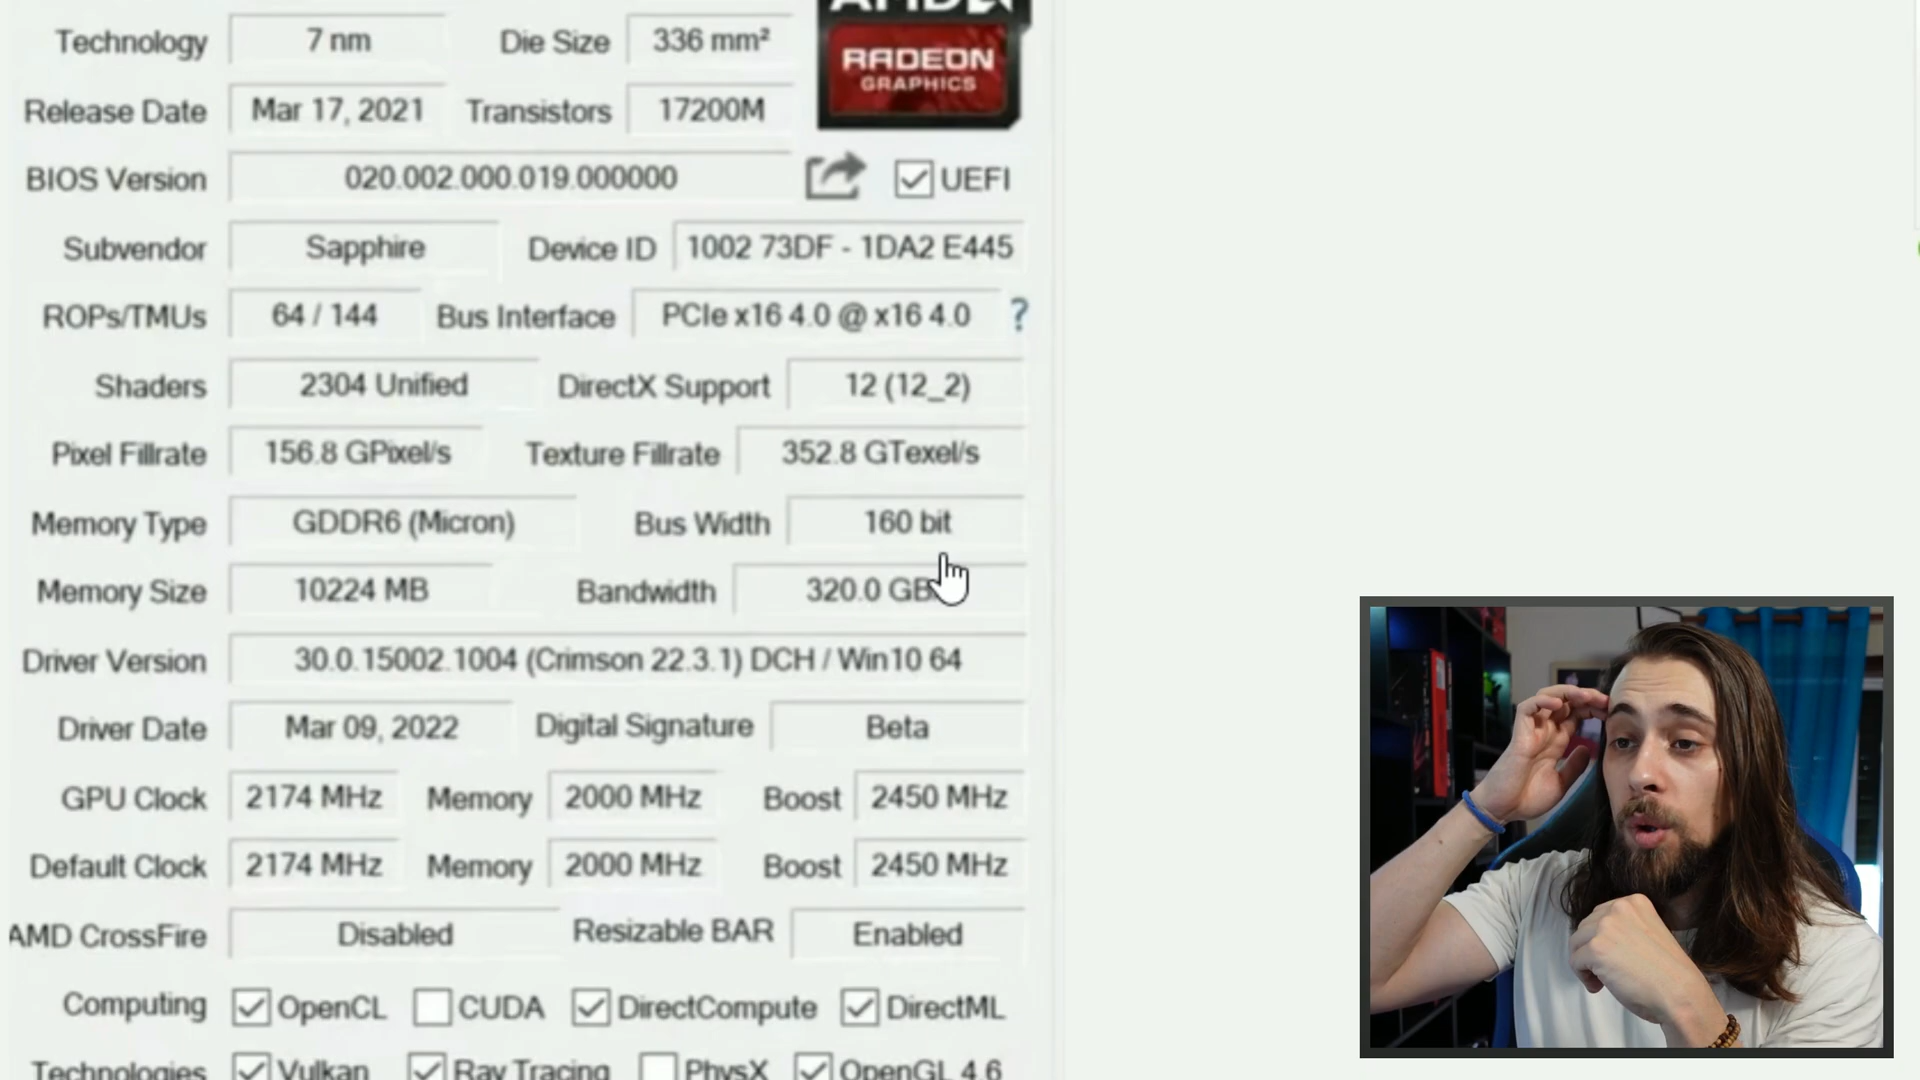 AMD
RADEON
GRAPHICS
Technology 7 nm Die Size 336 mm²
Release Date Mar 17, 2021 Transistors 17200M
BIOS Version 020.002.000.019.000000 UEFI
Subvendor Sapphire Device ID 1002 73DF - 1DA2 E445
ROPs/TMUs 64 / 144 Bus Interface PCIe x16 4.0 @ x16 4.0 ?
Shaders 2304 Unified DirectX Support 12 (12_2)
Pixel Fillrate 156.8 GPixel/s Texture Fillrate 352.8 GTexel/s
Memory Type GDDR6 (Micron) Bus Width 160 bit
Memory Size 10224 MB Bandwidth 320.0 GB
Driver Version 30.0.15002.1004 (Crimson 22.3.1) DCH / Win10 64
Driver Date Mar 09, 2022 Digital Signature Beta
GPU Clock 2174 MHz Memory 2000 MHz Boost 2450 MHz
Default Clock 2174 MHz Memory 2000 MHz Boost 2450 MHz
AMD CrossFire Disabled Resizable BAR Enabled
Computing OpenCL CUDA DirectCompute DirectML
Technologies Vulkan Ray Tracing PhysX OpenGL 4.6